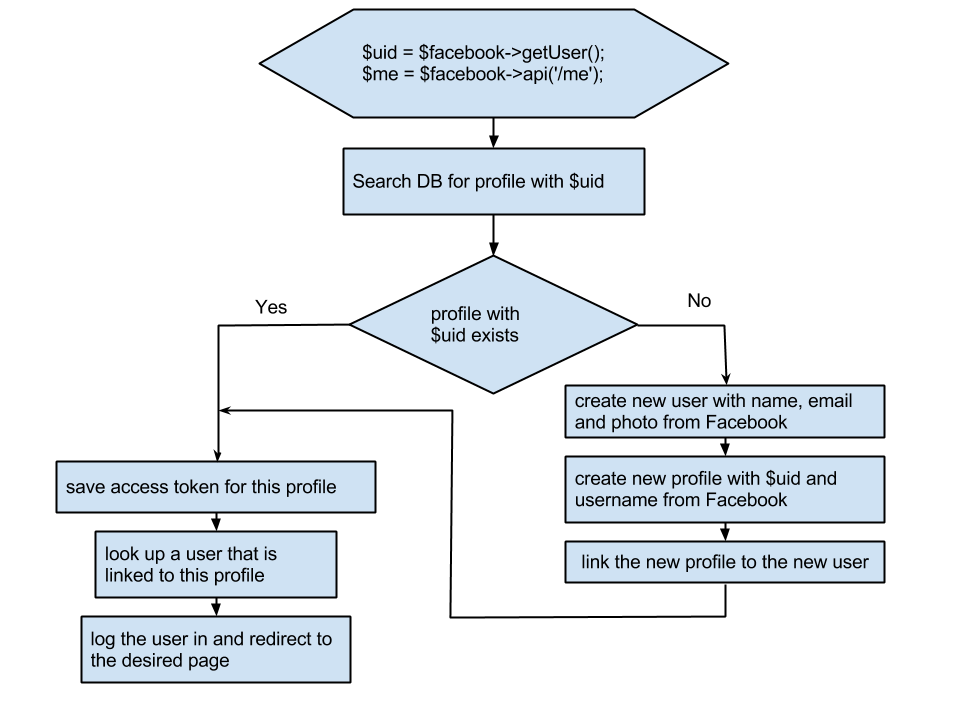 $uid = $facebook->getUser();
$me = $facebook->api('/me');
Search DB for profile with $uid
profile with
$uid exists
Yes
No
create new user with name, email
and photo from Facebook
create new profile with $uid and
username from Facebook
link the new profile to the new user
save access token for this profile
look up a user that is
linked to this profile
log the user in and redirect to
the desired page